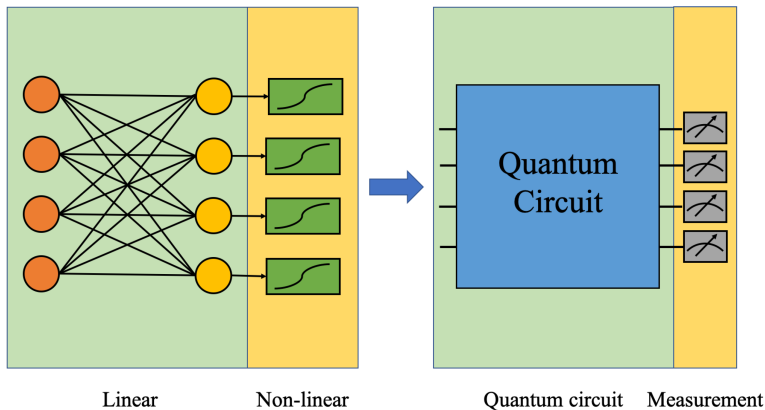 Quantum
Circuit
Linear
Non-linear
Quantum circuit
Measurement